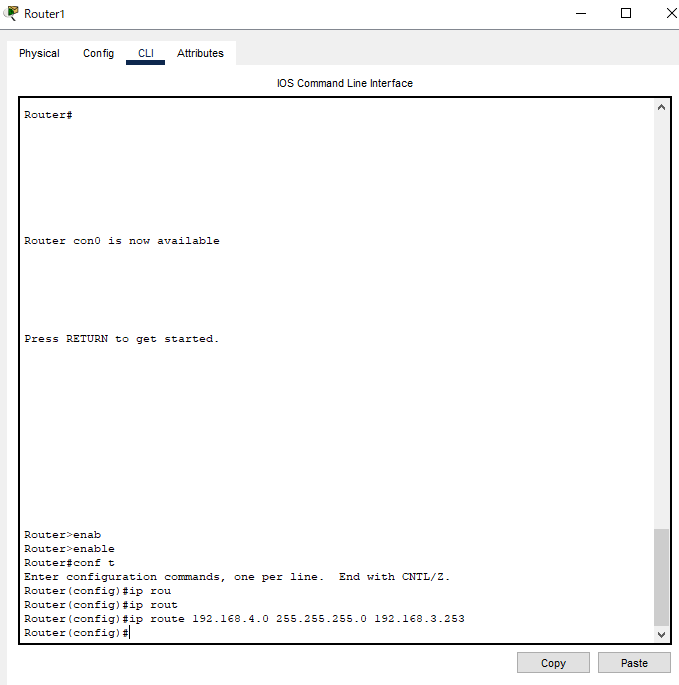 Router1
Physical Config CLI Attributes
IOS Command Line Interface
Router#
Router con0 is now available
Press RETURN to get started.
Router>enab
Router>enable
Router#conf t
Enter configuration commands, one per line.  End with CNTL/Z.
Router(config)#ip rou
Router(config)#ip rout
Router(config)#ip route 192.168.4.0 255.255.255.0 192.168.3.253
Router(config)#
Copy Paste